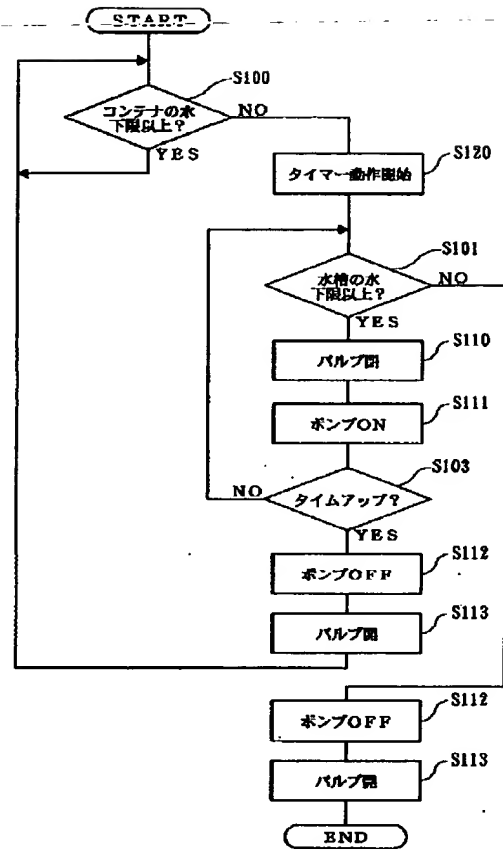 START
S100
コンテナの水
下限以上?
NO
YES
S120
タイマー動作開始
S101
水槽の水
下限以上?
NO
YES
S110
バルブ閉
S111
ポンプON
S103
タイムアップ?
NO
YES
S112
ポンプOFF
S113
バルブ開
S112
ポンプOFF
S113
バルブ開
END